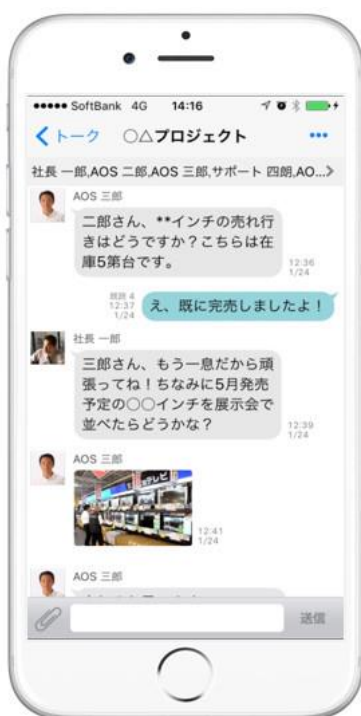 SoftBank 4G 14:16
トーク ○△プロジェクト
社長 一郎,AOS 二郎,AOS 三郎,サポート 四朗,AO...
AOS 三郎
二郎さん、**インチの売れ行
きはどうですか?こちらは在
庫5第台です。
12:36
1/24
既読 4
12:37
1/24
え、既に完売しましたよ!
社長 一郎
三郎さん、もう一息だから頑
張ってね!ちなみに5月発売
予定の○○インチを展示会で
並べたらどうかな?
12:39
1/24
AOS 三郎
テレビ
12:41
1/24
AOS 三郎
送信